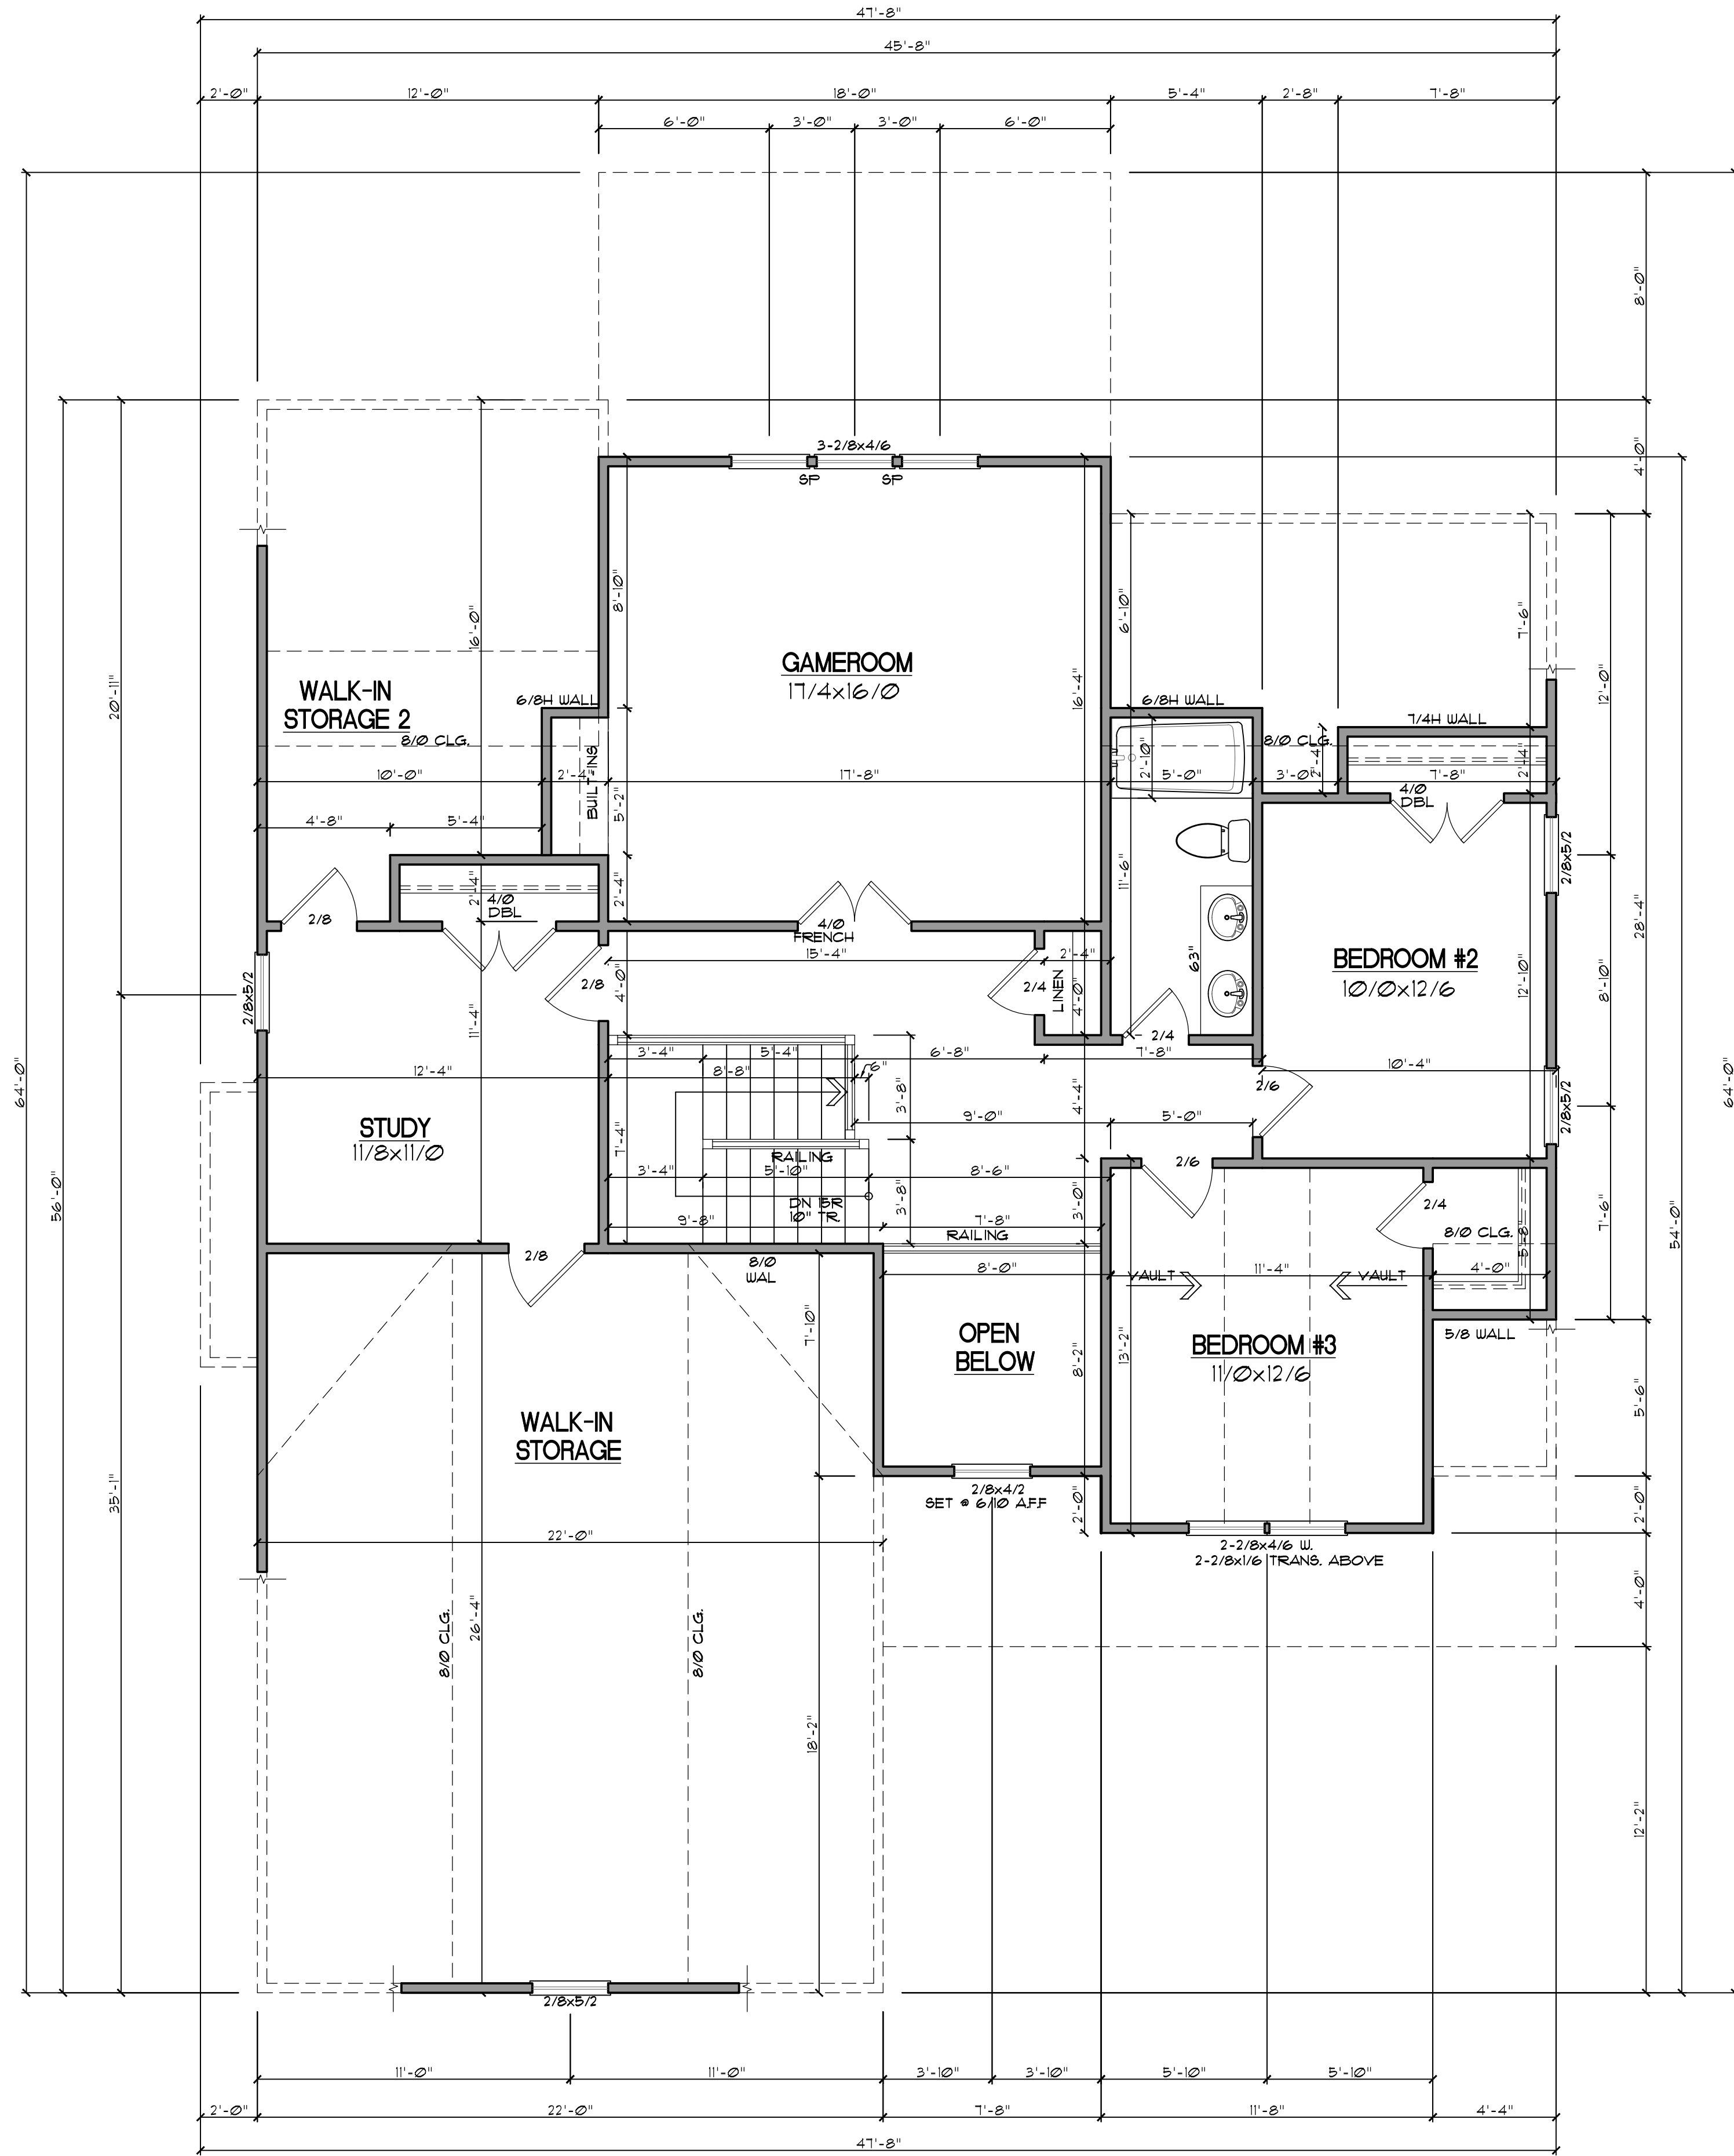 47'-8"
45'-8"
2'-0" 12'-0" 18'-0" 5'-4" 2'-8" 7'-8"
6'-0" 3'-0" 3'-0" 6'-0"
8'-0"
4'-0"
3-2/8x4/6
SP SP
8'-10"
16'-0"
6'-10"
7'-6"
12'-0"
20'-11"
GAMEROOM
17/4x16/0
16'-4"
WALK-IN
STORAGE 2
6/8H WALL
6/8H WALL
7/4H WALL
8/0 CLG.
8/0 CLG.
BUILT-INS
2'-10"
2'-4"
2'-4"
10'-0" 2'-4" 17'-8" 5'-0" 3'-0" 7'-8"
4/0
DBL
4'-8" 5'-4"
5'-2"
2/8x5/2
11'-6"
2'-4"
2'-4"
4/0
DBL
2/8
4/0
FRENCH
28'-4"
15'-4" 2'-4"
63"
BEDROOM #2
10/0x12/6
12'-10"
8'-10"
2/8x5/2
2/8
4'-0"
2/4
LINEN
4'-0"
11'-4"
2/4
3'-4" 5'-4" 6'-8" 7'-8"
12'-4" 8'-8" 6" 10'-4"
2/6
3'-8"
4'-4"
2/8x5/2
64'-0"
64'-0"
9'-0" 5'-0"
STUDY
11/8x11/0
7'-4"
RAILING
2/6
3'-4" 5'-10" 8'-6"
56'-0"
DN 15R
10" TR.
3'-8"
3'-0"
2/4
7'-6"
54'-0"
9'-8" 7'-8"
RAILING
8/0 CLG.
5'-8"
2/8
8/0
WAL
8'-0" VAULT 11'-4" VAULT 4'-0"
7'-10"
OPEN
BELOW
8'-2"
13'-2"
BEDROOM #3
11/0x12/6
5/8 WALL
5'-6"
WALK-IN
STORAGE
35'-1"
2/8x4/2
SET @ 6/10 A.F.F
2'-0"
2'-0"
22'-0"
2-2/8x4/6 W.
2-2/8x1/6 TRANS. ABOVE
4'-0"
8/0 CLG.
26'-4"
8/0 CLG.
18'-2"
12'-2"
2/8x5/2
11'-0" 11'-0" 3'-10" 3'-10" 5'-10" 5'-10"
2'-0" 22'-0" 7'-8" 11'-8" 4'-4"
47'-8"